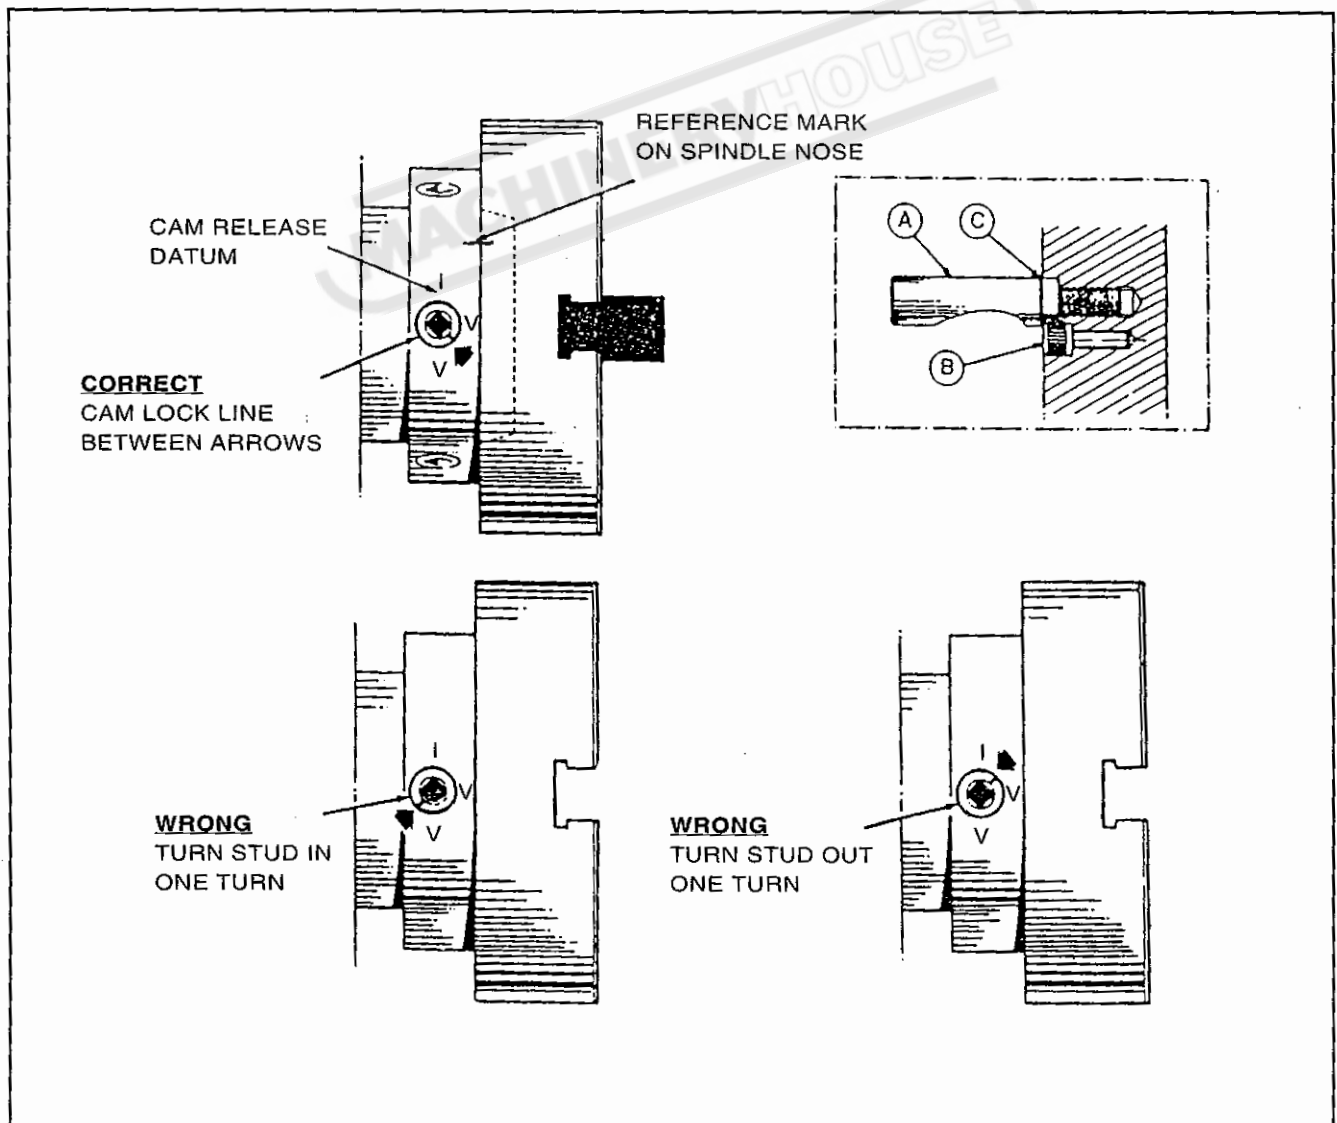 MACHINERYHOUSE
REFERENCE MARK
ON SPINDLE NOSE
CAM RELEASE
DATUM
I
V
V
CORRECT
CAM LOCK LINE
BETWEEN ARROWS
A
C
B
I
V
V
WRONG
TURN STUD IN
ONE TURN
I
V
V
WRONG
TURN STUD OUT
ONE TURN